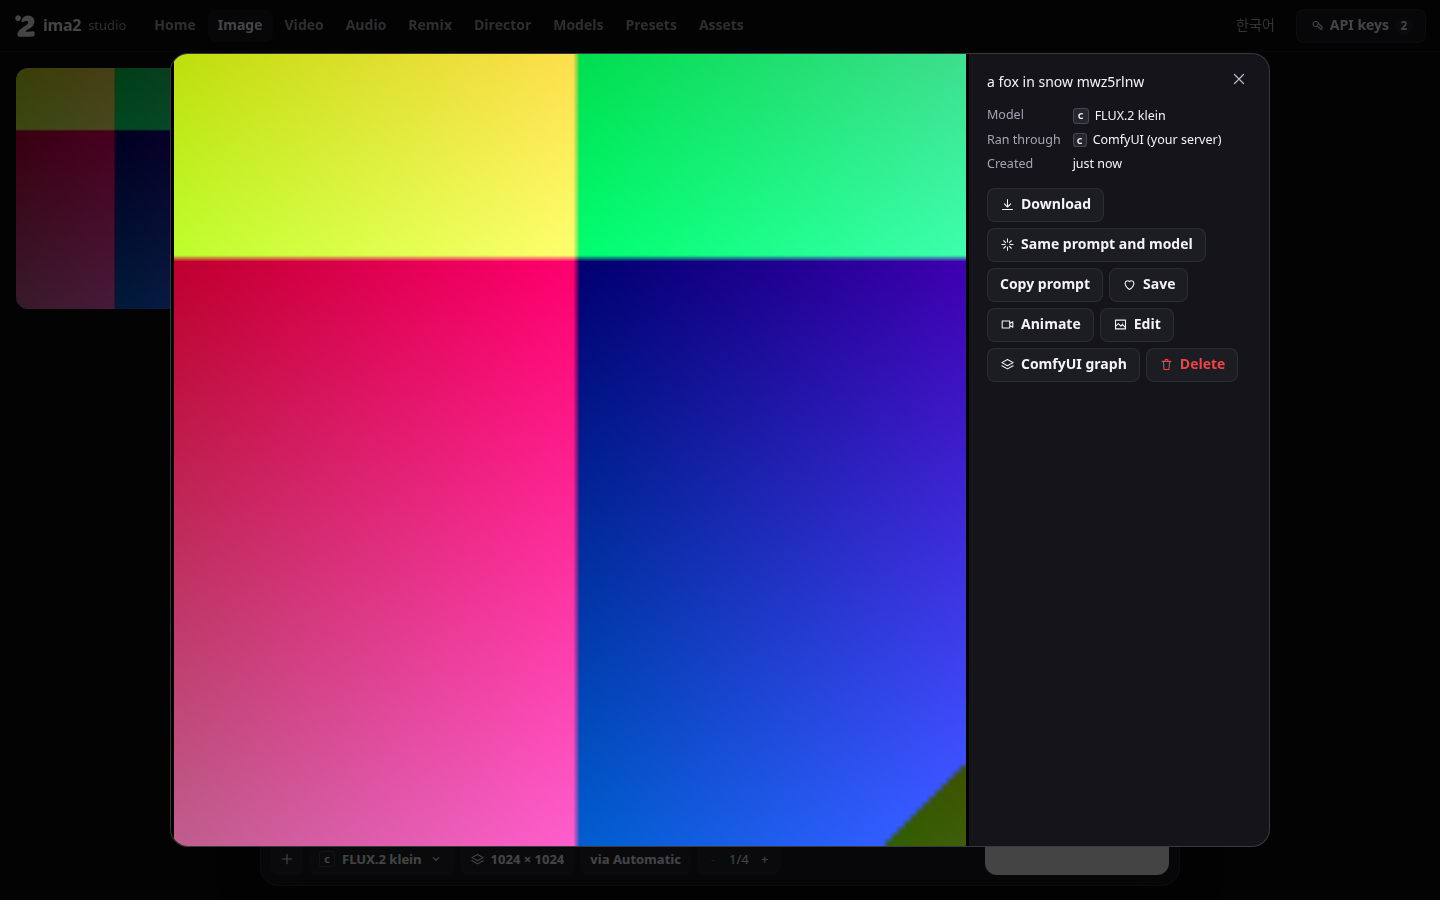 ima2 studio Home Image Video Audio Remix Director Models Presets Assets 한국어 API keys 2
a fox in snow mwz5rlnw
Model c FLUX.2 klein
Ran through c ComfyUI (your server)
Created just now
Download
Same prompt and model
Copy prompt Save
Animate Edit
ComfyUI graph Delete
+ c FLUX.2 klein 1024 × 1024 via Automatic - 1/4 +